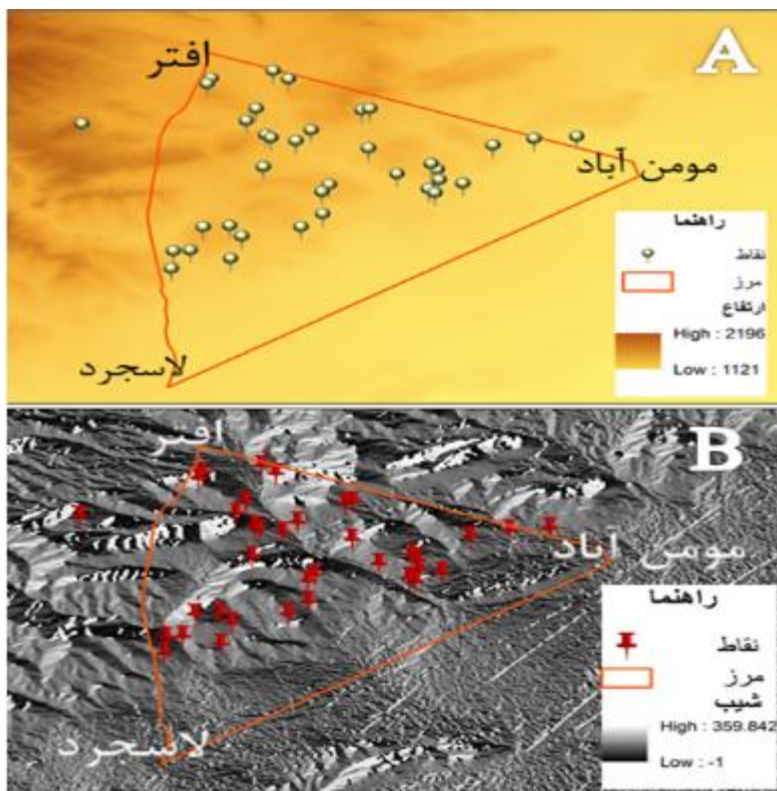 A
افتر
مومن آباد
لاسجرد
راهنما
نقاط
مرز
ارتفاع
High : 2196
Low : 1121
B
افتر
مومن آباد
لاسجرد
راهنما
نقاط
مرز
شیب
High : 359.842
Low : -1